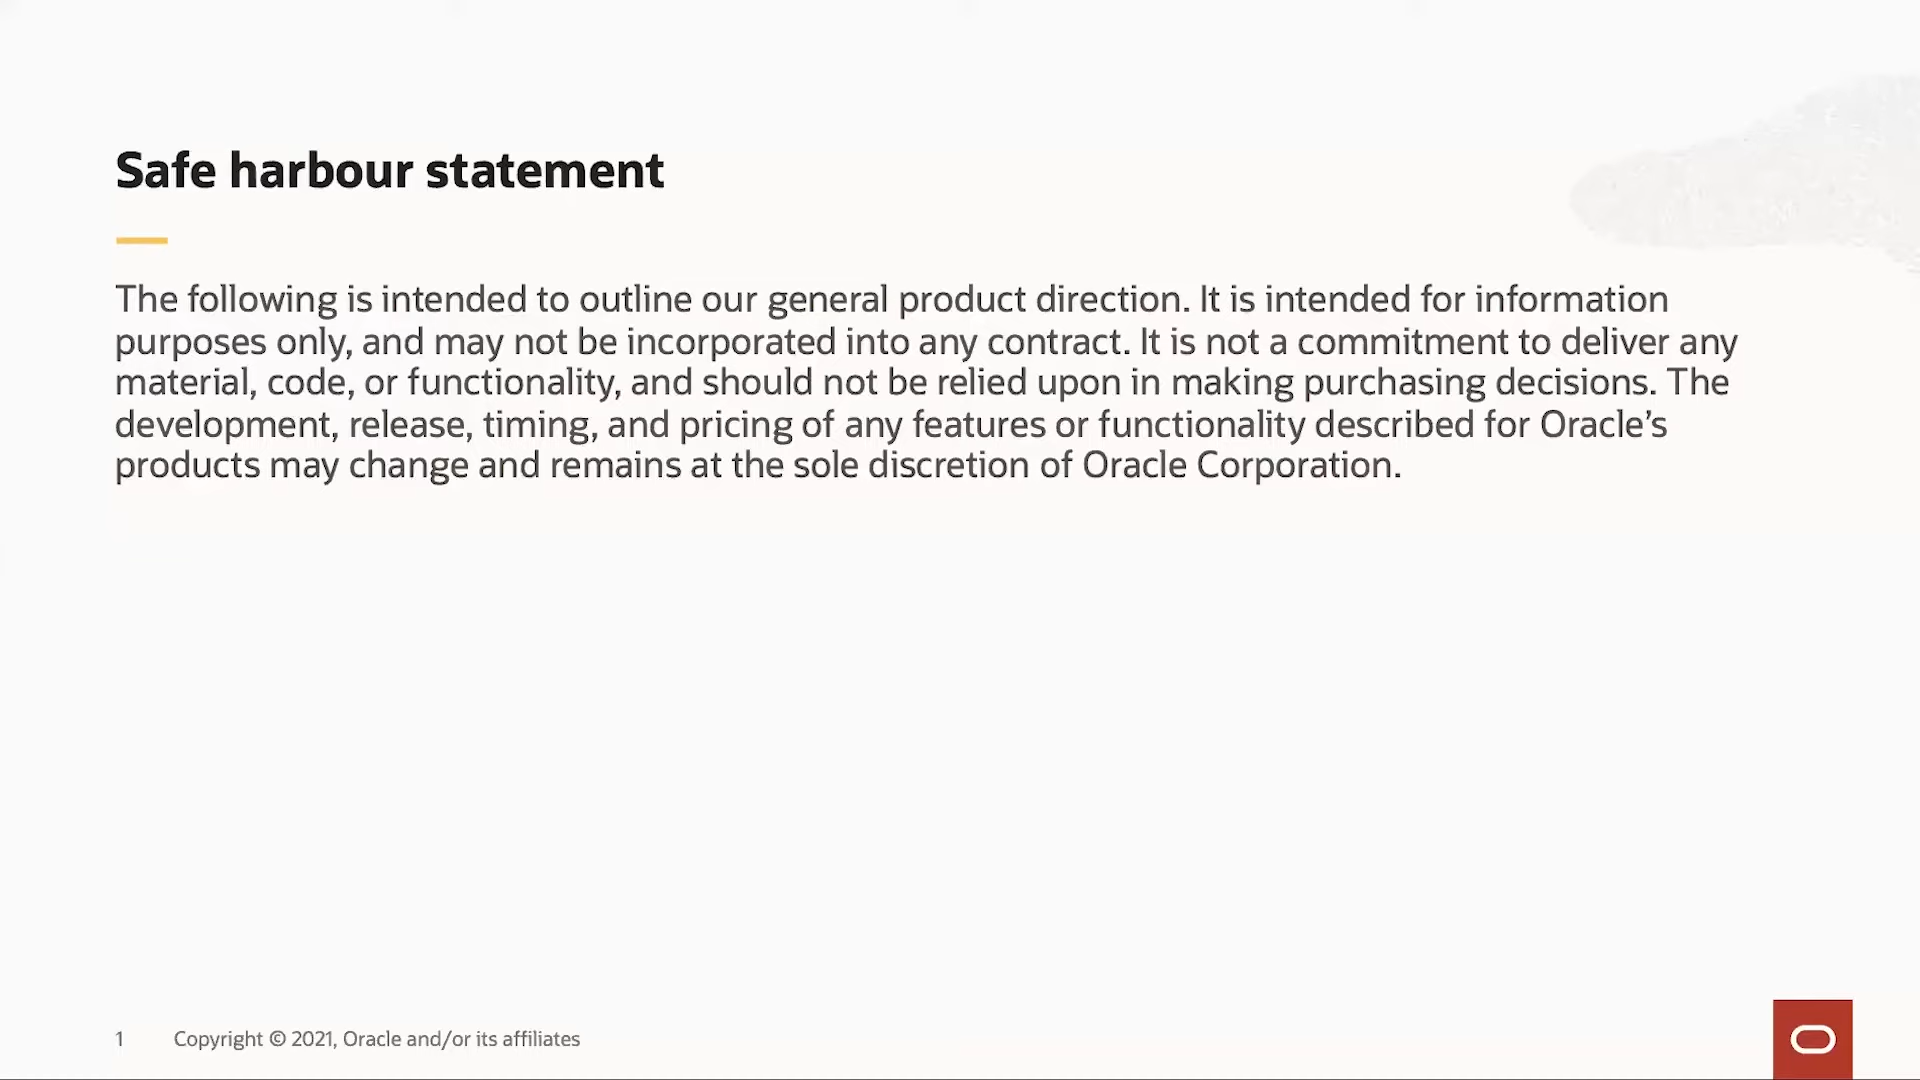 Safe harbour statement
The following is intended to outline our general product direction. It is intended for information
purposes only, and may not be incorporated into any contract. It is not a commitment to deliver any
material, code, or functionality, and should not be relied upon in making purchasing decisions. The
development, release, timing, and pricing of any features or functionality described for Oracle’s
products may change and remains at the sole discretion of Oracle Corporation.
1 Copyright © 2021, Oracle and/or its affiliates